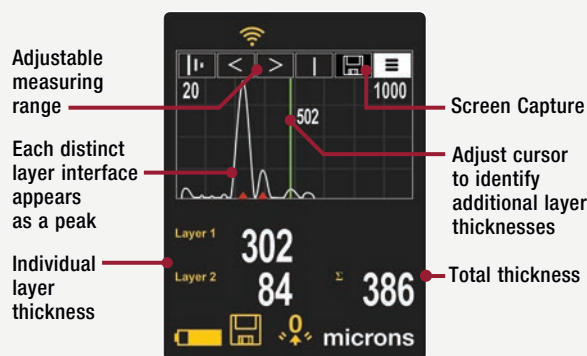 Adjustable
measuring
range
Each distinct
layer interface
appears
as a peak
Individual
layer
thickness
20
1000
502
Layer 1
302
Layer 2
84
Σ
386
0
microns
Screen Capture
Adjust cursor
to identify
additional layer
thicknesses
Total thickness